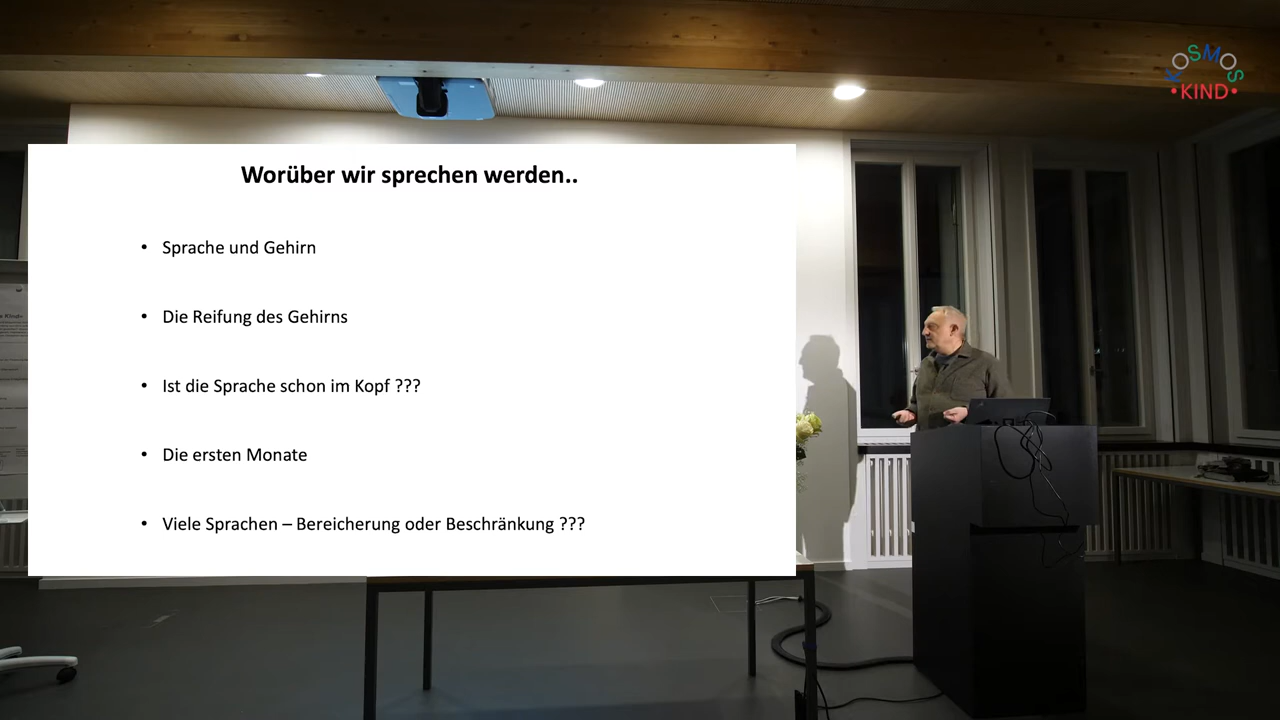 KOSMOS
•KIND•
Worüber wir sprechen werden..
• Sprache und Gehirn
• Die Reifung des Gehirns
• Ist die Sprache schon im Kopf ???
• Die ersten Monate
• Viele Sprachen – Bereicherung oder Beschränkung ???